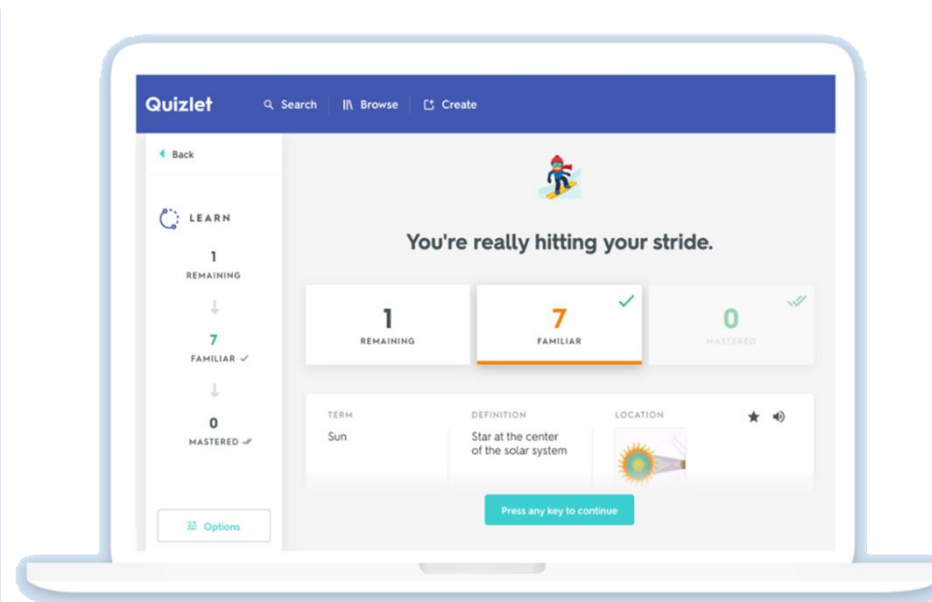 Quizlet
Search
Browse
Create
Back
LEARN
1
REMAINING
7
FAMILIAR
0
MASTERED
Options
You're really hitting your stride.
1
REMAINING
7
FAMILIAR
0
MASTERED
TERM
Sun
DEFINITION
Star at the center
of the solar system
LOCATION
Press any key to continue